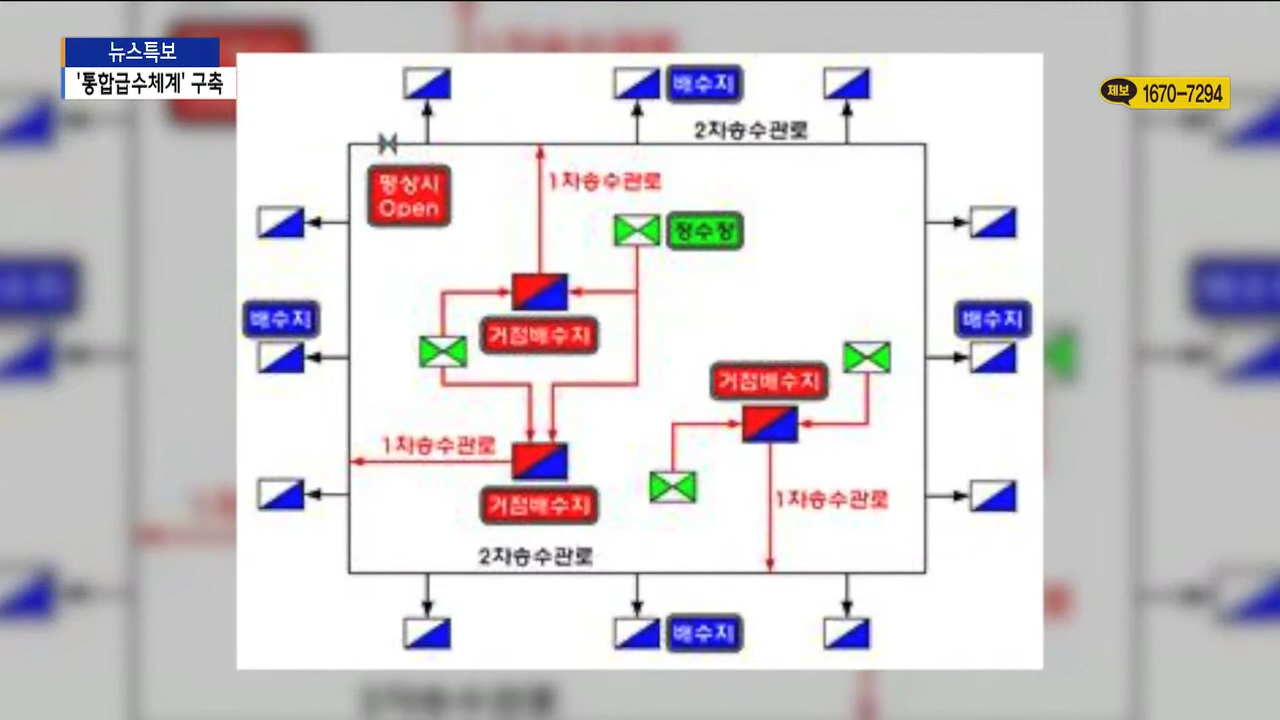 뉴스특보
'통합급수체계' 구축
제보 1670-7294
배수지
2차송수관로
평상시
Open
1차송수관로
정수장
배수지
거점배수지
배수지
거점배수지
1차송수관로
거점배수지
1차송수관로
2차송수관로
배수지